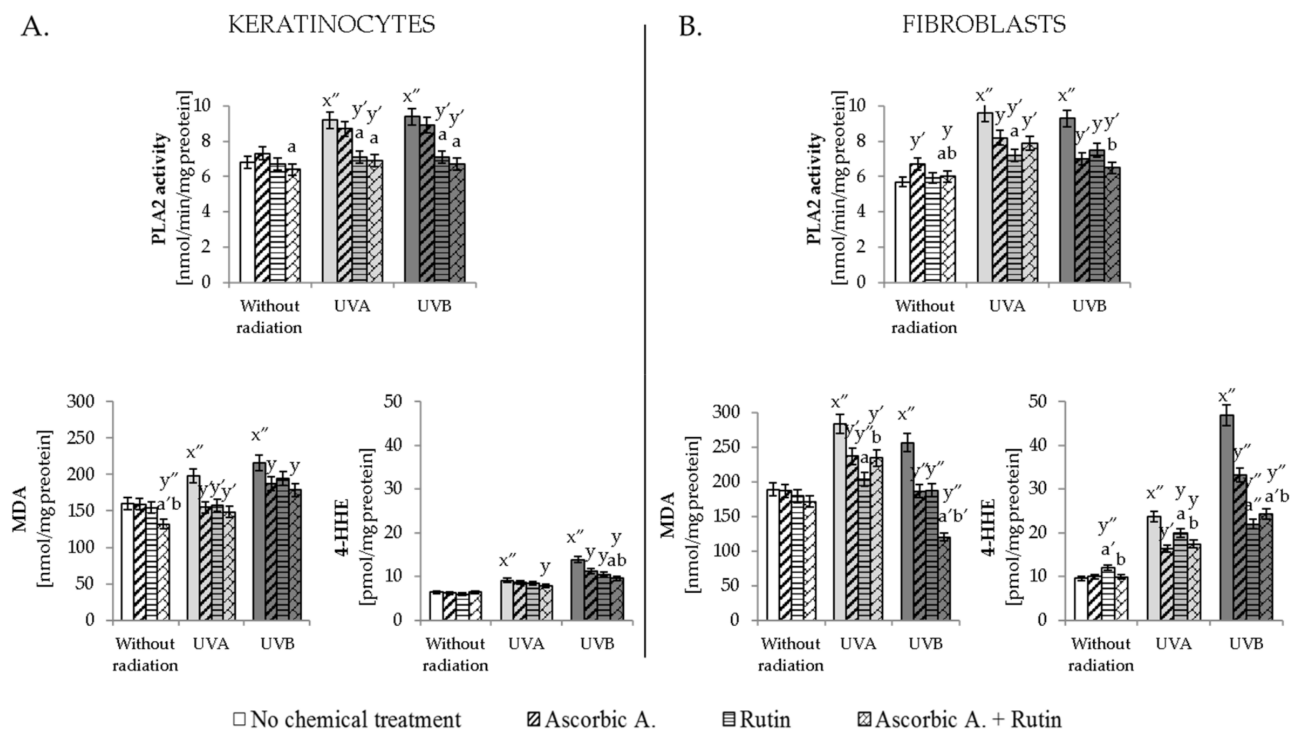 A.
KERATINOCYTES
PLA2 activity
[nmol/min/mg preotein]
10
8
6
4
2
0
a
x″
y′ y′
a a
x″
y′ y′
a a
Without radiation
UVA
UVB
MDA
[nmol/mg preotein]
300
250
200
150
100
50
0
y″
a′b
x″
y′ y′ y′
x″
y y
Without radiation
UVA
UVB
4-HHE
[pmol/mg preotein]
50
40
30
20
10
0
x″
y
x″
y y y
ab
Without radiation
UVA
UVB
B.
FIBROBLASTS
PLA2 activity
[nmol/min/mg preotein]
10
8
6
4
2
0
y′
y
ab
x″
y y′ y′
a
x″
y′ y y′
b
Without radiation
UVA
UVB
MDA
[nmol/mg preotein]
300
250
200
150
100
50
0
x″
y′ y″ y′
a b
x″
y″ y″ y″
a′b′
Without radiation
UVA
UVB
4-HHE
[pmol/mg preotein]
50
40
30
20
10
0
y″
a′ b
x″
y′ y y
a b
x″
y″ y″ y″
a″ a′b
Without radiation
UVA
UVB
No chemical treatment
Ascorbic A.
Rutin
Ascorbic A. + Rutin